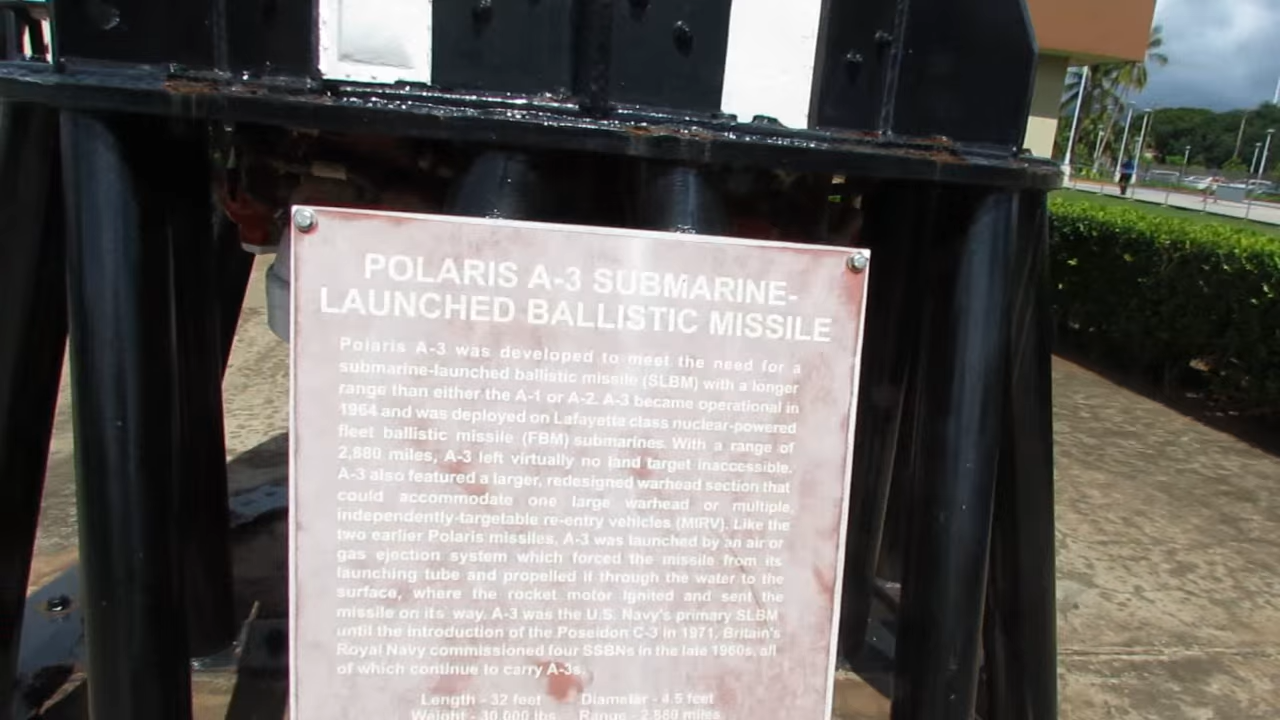 POLARIS A-3 SUBMARINE-
LAUNCHED BALLISTIC MISSILE
Polaris A-3 was developed to meet the need for a
submarine-launched ballistic missile (SLBM) with a longer
range than either the A-1 or A-2. A-3 became operational in
1964 and was deployed on Lafayette class nuclear-powered
fleet ballistic missile (FBM) submarines. With a range of
2,880 miles, A-3 left virtually no land target inaccessible.
A-3 also featured a larger, redesigned warhead section that
could accommodate one large warhead or multiple,
independently-targetable re-entry vehicles (MIRV). Like the
two earlier Polaris missiles, A-3 was launched by an air or
gas ejection system which forced the missile from its
launching tube and propelled it through the water to the
surface, where the rocket motor ignited and sent the
missile on its way. A-3 was the U.S. Navy's primary SLBM
until the introduction of the Poseidon C-3 in 1971. Britain's
Royal Navy commissioned four SSBNs in the late 1960s, all
of which continue to carry A-3s.
Length - 32 feet Diameter - 4.5 feet
Weight - 30,000 lbs. Range - 2,880 miles